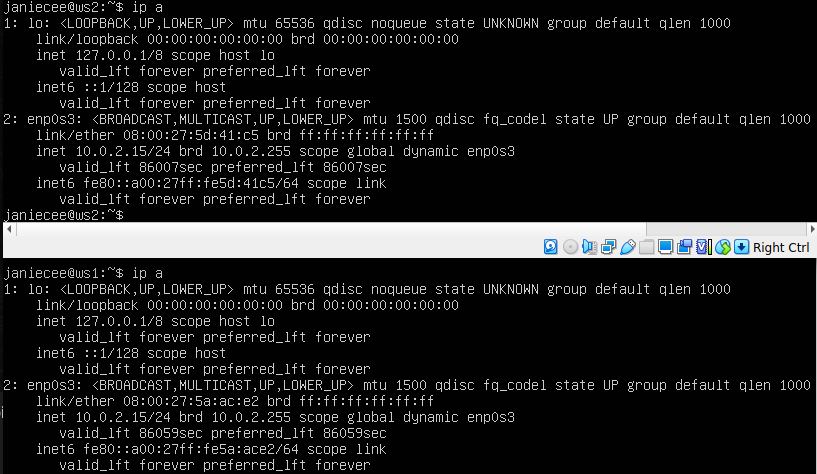 janiecee@ws2:~$ ip a
1: lo: <LOOPBACK,UP,LOWER_UP> mtu 65536 qdisc noqueue state UNKNOWN group default qlen 1000
    link/loopback 00:00:00:00:00:00 brd 00:00:00:00:00:00
    inet 127.0.0.1/8 scope host lo
       valid_lft forever preferred_lft forever
    inet6 ::1/128 scope host
       valid_lft forever preferred_lft forever
2: enp0s3: <BROADCAST,MULTICAST,UP,LOWER_UP> mtu 1500 qdisc fq_codel state UP group default qlen 1000
    link/ether 08:00:27:5d:41:c5 brd ff:ff:ff:ff:ff:ff
    inet 10.0.2.15/24 brd 10.0.2.255 scope global dynamic enp0s3
       valid_lft 86007sec preferred_lft 86007sec
    inet6 fe80::a00:27ff:fe5d:41c5/64 scope link
       valid_lft forever preferred_lft forever
janiecee@ws2:~$
Right Ctrl
janiecee@ws1:~$ ip a
1: lo: <LOOPBACK,UP,LOWER_UP> mtu 65536 qdisc noqueue state UNKNOWN group default qlen 1000
    link/loopback 00:00:00:00:00:00 brd 00:00:00:00:00:00
    inet 127.0.0.1/8 scope host lo
       valid_lft forever preferred_lft forever
    inet6 ::1/128 scope host
       valid_lft forever preferred_lft forever
2: enp0s3: <BROADCAST,MULTICAST,UP,LOWER_UP> mtu 1500 qdisc fq_codel state UP group default qlen 1000
    link/ether 08:00:27:5a:ac:e2 brd ff:ff:ff:ff:ff:ff
    inet 10.0.2.15/24 brd 10.0.2.255 scope global dynamic enp0s3
       valid_lft 86059sec preferred_lft 86059sec
    inet6 fe80::a00:27ff:fe5a:ace2/64 scope link
       valid_lft forever preferred_lft forever